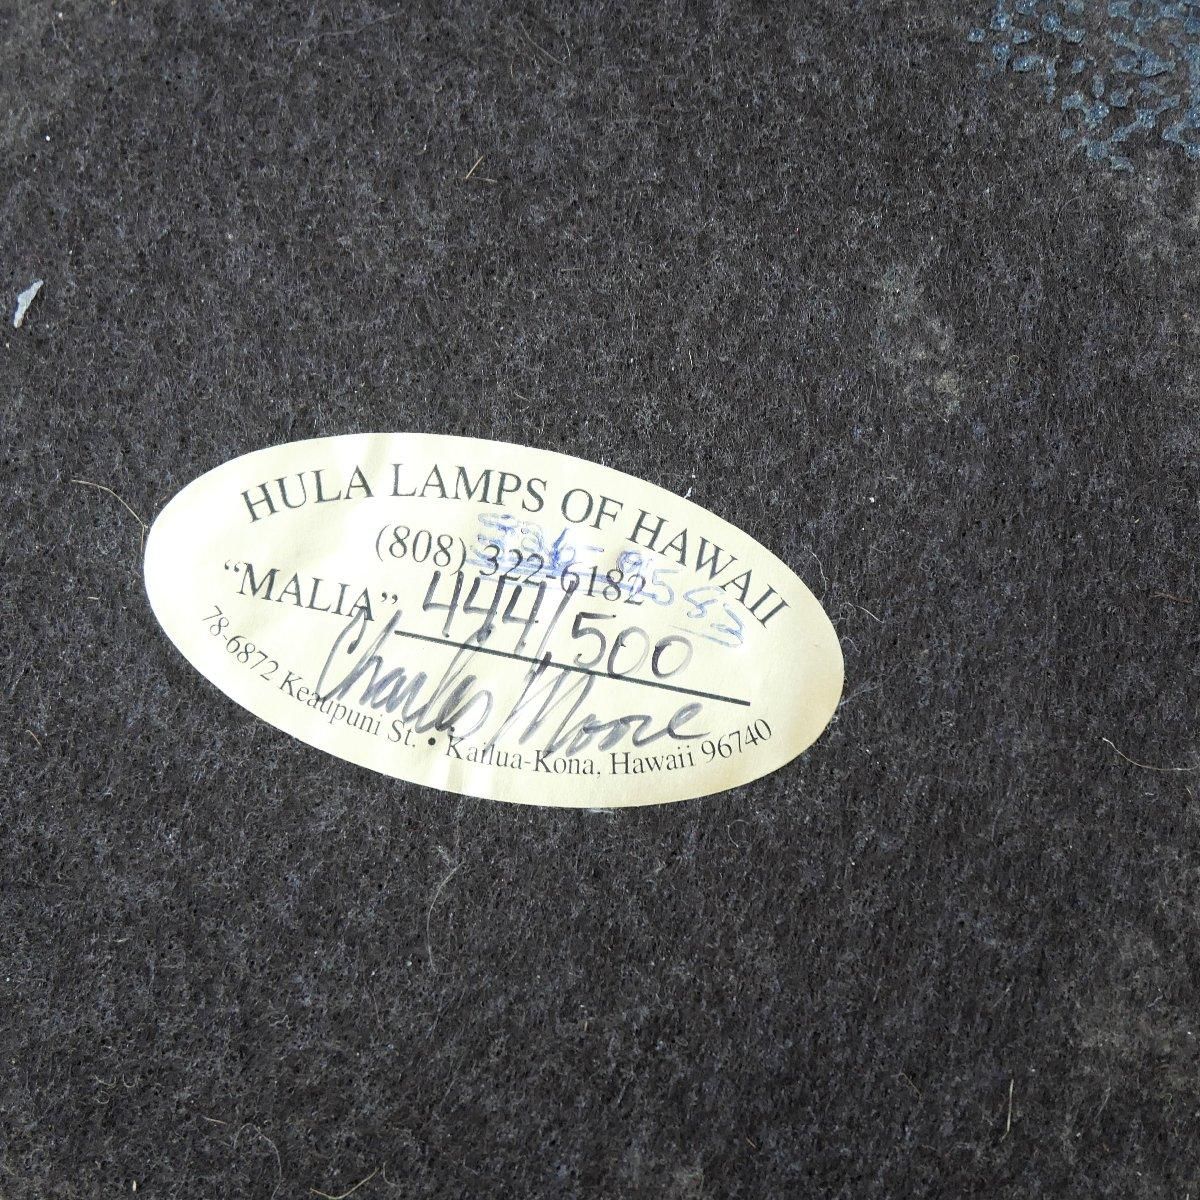 HULA LAMPS OF HAWAII
(808) 322-6182
"MALIA" 444/500
Charles Moore
78-6872 Keaupuni St. • Kailua-Kona, Hawaii 96740